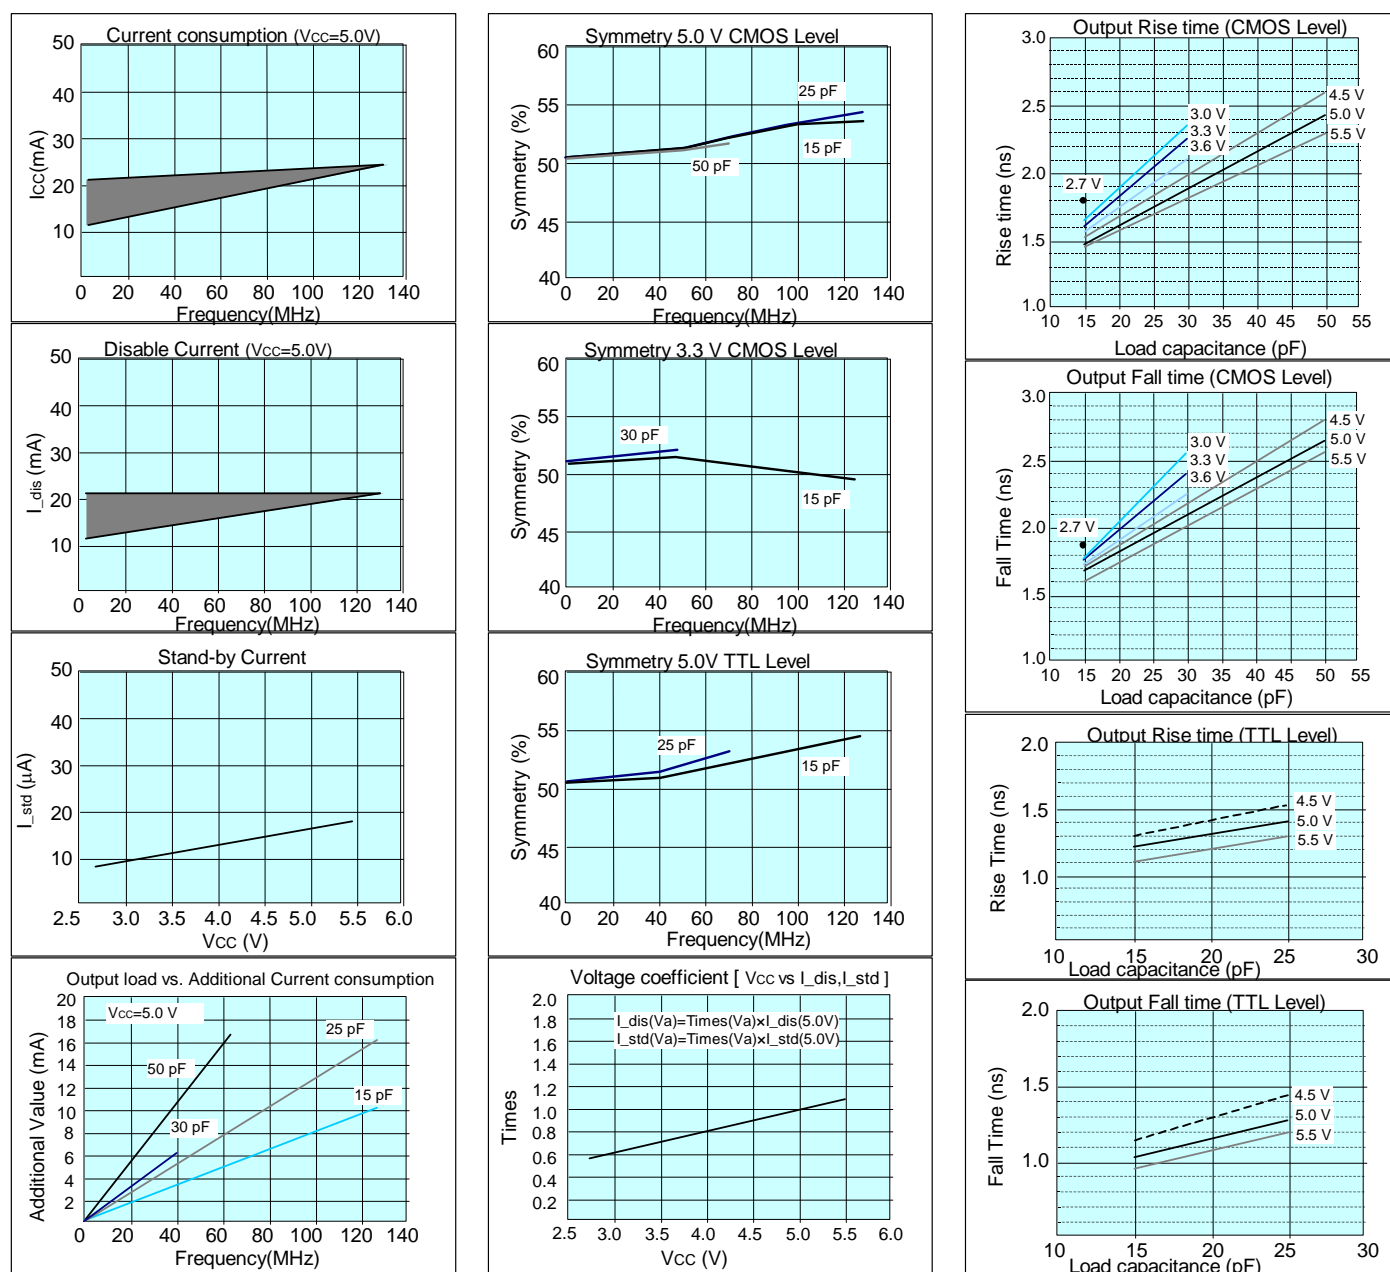 Current consumption (VCC=5.0V)
50
40
30
20
10
ICC(mA)
0 20 40 60 80 100 120 140
Frequency(MHz)
Disable Current (VCC=5.0V)
50
40
30
20
10
I_dis (mA)
0 20 40 60 80 100 120 140
Frequency(MHz)
Stand-by Current
50
40
30
20
10
I_std (µA)
2.5 3.0 3.5 4.0 4.5 5.0 5.5 6.0
VCC (V)
Output load vs. Additional Current consumption
20
18
16
14
12
10
8
6
4
2
Additional Value (mA)
VCC=5.0 V
25 pF
50 pF
15 pF
30 pF
0 20 40 60 80 100 120 140
Frequency(MHz)
Symmetry 5.0 V CMOS Level
60
55
50
45
40
Symmetry (%)
25 pF
15 pF
50 pF
0 20 40 60 80 100 120 140
Frequency(MHz)
Symmetry 3.3 V CMOS Level
60
55
50
45
40
Symmetry (%)
30 pF
15 pF
0 20 40 60 80 100 120 140
Frequency(MHz)
Symmetry 5.0V TTL Level
60
55
50
45
40
Symmetry (%)
25 pF
15 pF
0 20 40 60 80 100 120 140
Frequency(MHz)
Voltage coefficient [ VCC vs I_dis,I_std ]
2.0
1.8
1.6
1.4
1.2
1.0
0.8
0.6
0.4
0.2
Times
I_dis(Va)=Times(Va)×I_dis(5.0V)
I_std(Va)=Times(Va)×I_std(5.0V)
2.5 3.0 3.5 4.0 4.5 5.0 5.5 6.0
VCC (V)
Output Rise time (CMOS Level)
3.0
2.5
2.0
1.5
1.0
Rise time (ns)
4.5 V
5.0 V
5.5 V
3.0 V
3.3 V
3.6 V
2.7 V
10 15 20 25 30 35 40 45 50 55
Load capacitance (pF)
Output Fall time (CMOS Level)
3.0
2.5
2.0
1.5
1.0
Fall Time (ns)
4.5 V
5.0 V
5.5 V
3.0 V
3.3 V
3.6 V
2.7 V
10 15 20 25 30 35 40 45 50 55
Load capacitance (pF)
Output Rise time (TTL Level)
2.0
1.5
1.0
Rise Time (ns)
4.5 V
5.0 V
5.5 V
10 15 20 25 30
Load capacitance (pF)
Output Fall time (TTL Level)
2.0
1.5
1.0
Fall Time (ns)
4.5 V
5.0 V
5.5 V
10 15 20 25 30
Load capacitance (pF)